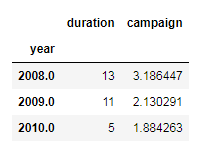 duration campaign
year
2008.0 13 3.186447
2009.0 11 2.130291
2010.0 5 1.884263